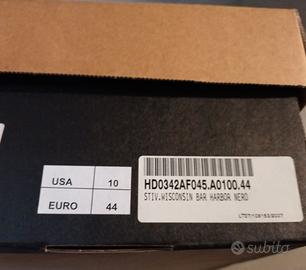 USA 10
EURO 44
HD0342AF045.A0100.44
STIV.WISCONSIN BAR HARBOR NERO
subito